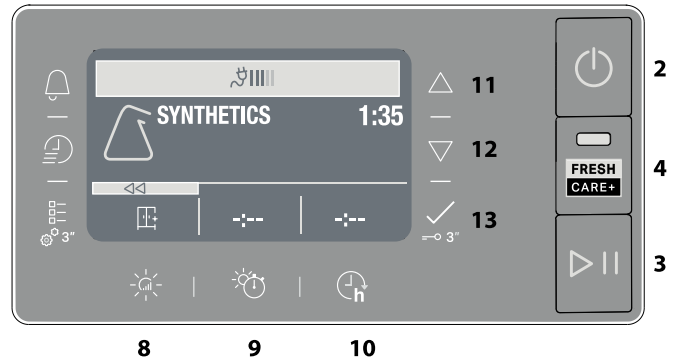 2
11
SYNTHETICS 1:35
12
FRESH
CARE+
4
-:-- -:--
13
3" 3"
3
h
8 9 10